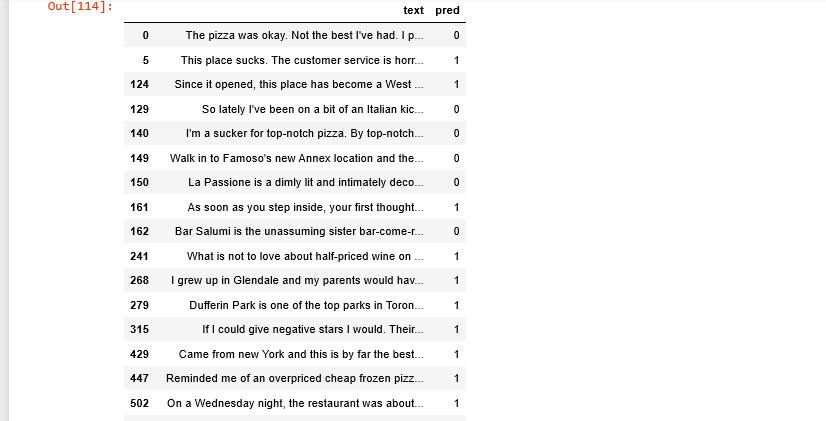 Out[114]:
text pred
0 The pizza was okay. Not the best I've had. I p... 0
5 This place sucks. The customer service is horr... 1
124 Since it opened, this place has become a West ... 1
129 So lately I've been on a bit of an Italian kic... 0
140 I'm a sucker for top-notch pizza. By top-notch... 0
149 Walk in to Famoso's new Annex location and the... 0
150 La Passione is a dimly lit and intimately deco... 0
161 As soon as you step inside, your first thought... 1
162 Bar Salumi is the unassuming sister bar-come-r... 0
241 What is not to love about half-priced wine on ... 1
268 I grew up in Glendale and my parents would hav... 1
279 Dufferin Park is one of the top parks in Toron... 1
315 If I could give negative stars I would. Their... 1
429 Came from new York and this is by far the best... 1
447 Reminded me of an overpriced cheap frozen pizz... 1
502 On a Wednesday night, the restaurant was about... 1